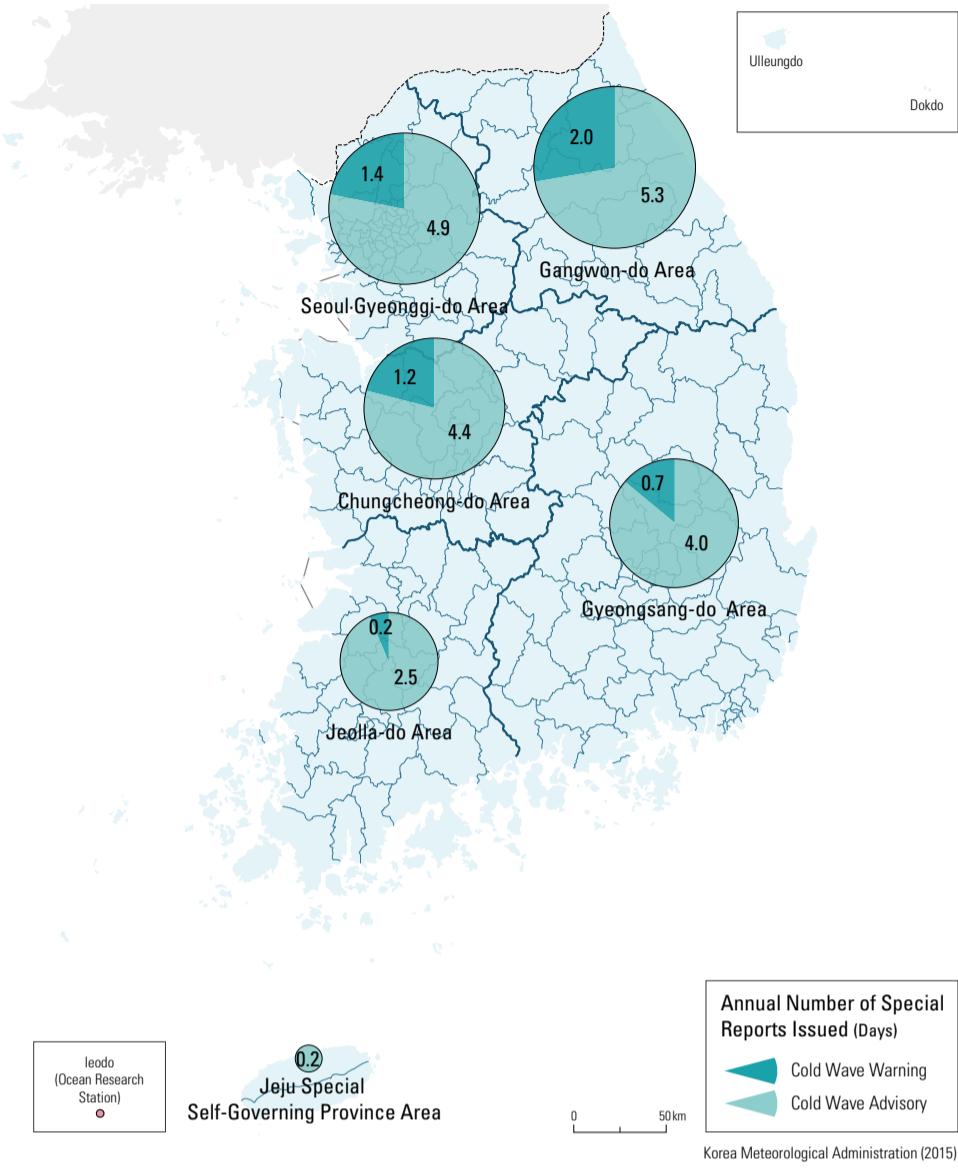 Ulleungdo
Dokdo
2.0
5.3
Gangwon-do Area
1.4
4.9
Seoul·Gyeonggi-do Area
1.2
4.4
Chungcheong-do Area
0.7
4.0
Gyeongsang-do Area
0.2
2.5
Jeolla-do Area
0.2
Jeju Special
Self-Governing Province Area
Ieodo
(Ocean Research
Station)
0
50 km
Annual Number of Special
Reports Issued (Days)
Cold Wave Warning
Cold Wave Advisory
Korea Meteorological Administration (2015)